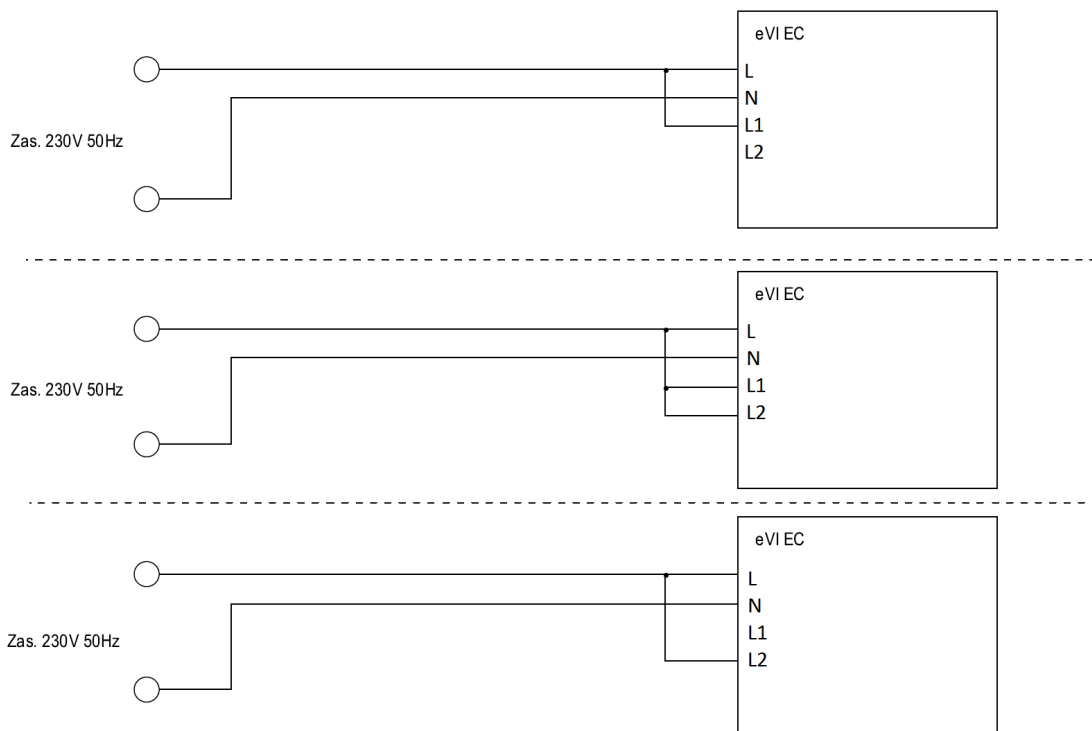 eVI EC
L
N
L1
L2
Zas. 230V 50Hz
eVI EC
L
N
L1
L2
Zas. 230V 50Hz
eVI EC
L
N
L1
L2
Zas. 230V 50Hz